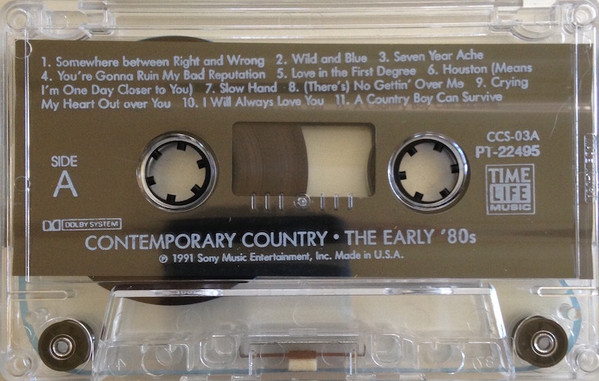 1. Somewhere between Right and Wrong 2. Wild and Blue 3. Seven Year Ache
4. You're Gonna Ruin My Bad Reputation 5. Love in the First Degree 6. Houston (Means
I'm One Day Closer to You) 7. Slow Hand 8. (There's) No Gettin' Over Me 9. Crying
My Heart Out over You 10. I Will Always Love You 11. A Country Boy Can Survive
CCS-03A
PT-22495
SIDE
A
TIME
LIFE
MUSIC
DOLBY SYSTEM
CONTEMPORARY COUNTRY • THE EARLY '80s
℗ 1991 Sony Music Entertainment, Inc. Made in U.S.A.